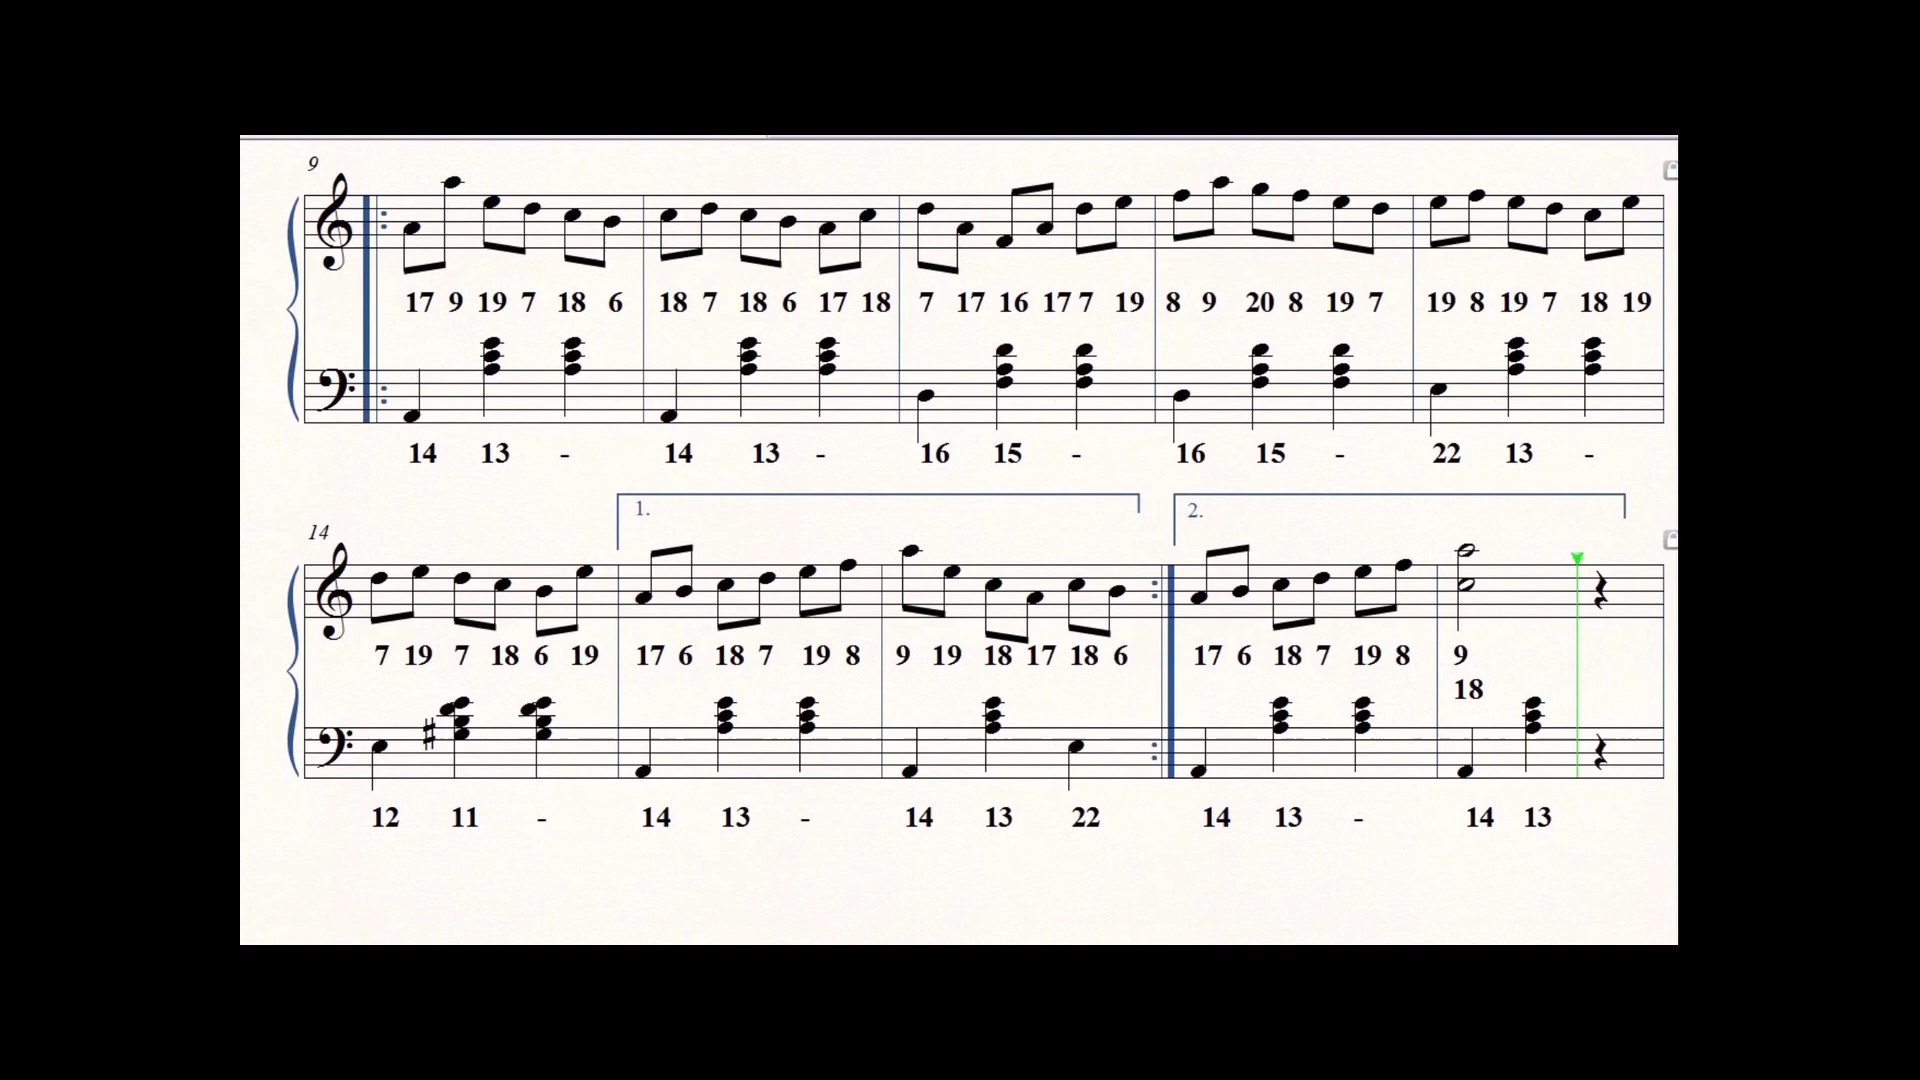 9
17 9 19 7 18 6 18 7 18 6 17 18 7 17 16 17 7 19 8 9 20 8 19 7 19 8 19 7 18 19
14 13 - 14 13 - 16 15 - 16 15 - 22 13 -
1. 2.
14
7 19 7 18 6 19 17 6 18 7 19 8 9 19 18 17 18 6 17 6 18 7 19 8 9
18
12 11 - 14 13 - 14 13 22 14 13 - 14 13